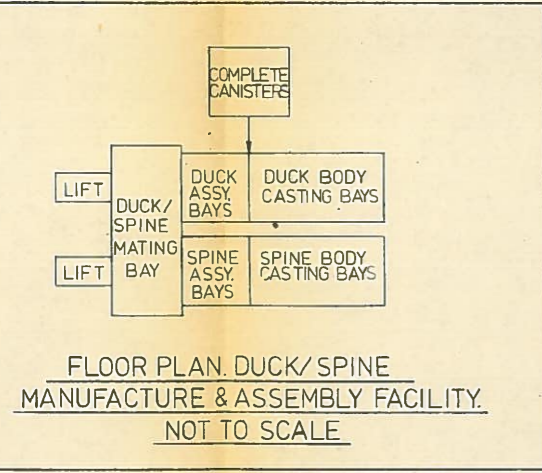 COMPLETE
CANISTERS
LIFT
DUCK/
SPINE
MATING
BAY
DUCK
ASSY.
BAYS
DUCK BODY
CASTING BAYS
LIFT
SPINE
ASSY.
BAYS
SPINE BODY
CASTING BAYS
FLOOR PLAN. DUCK/SPINE
MANUFACTURE & ASSEMBLY FACILITY.
NOT TO SCALE